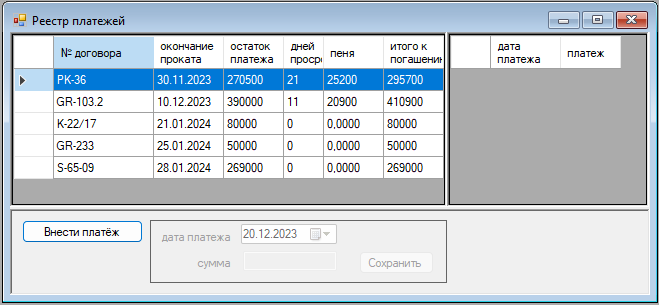 Реестр платежей
№ договора окончание проката остаток платежа дней просро пеня итого к погашению дата платежа платеж
РК-36 30.11.2023 270500 21 25200 295700
GR-103.2 10.12.2023 390000 11 20900 410900
К-22/17 21.01.2024 80000 0 0,0000 80000
GR-233 25.01.2024 50000 0 0,0000 50000
S-65-09 28.01.2024 269000 0 0,0000 269000
Внести платёж
дата платежа 20.12.2023
сумма Сохранить